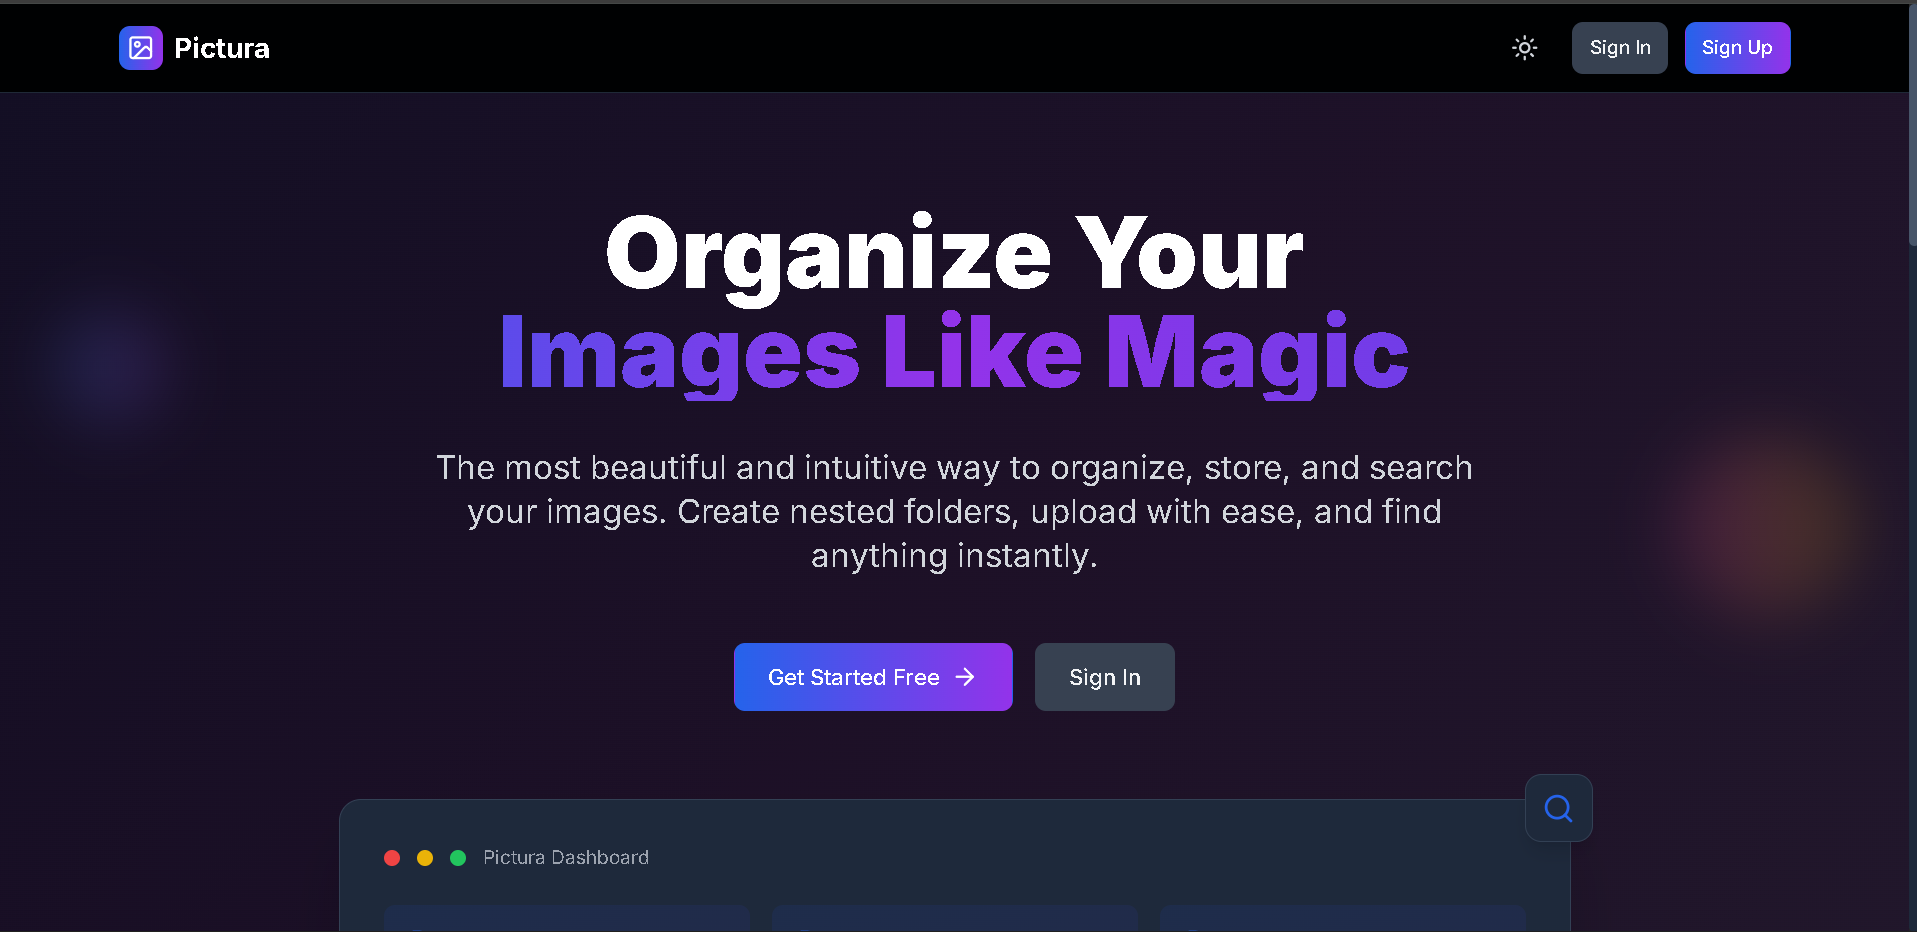 Pictura
Sign In
Sign Up
Organize Your
Images Like Magic
The most beautiful and intuitive way to organize, store, and search
your images. Create nested folders, upload with ease, and find
anything instantly.
Get Started Free
Sign In
Pictura Dashboard